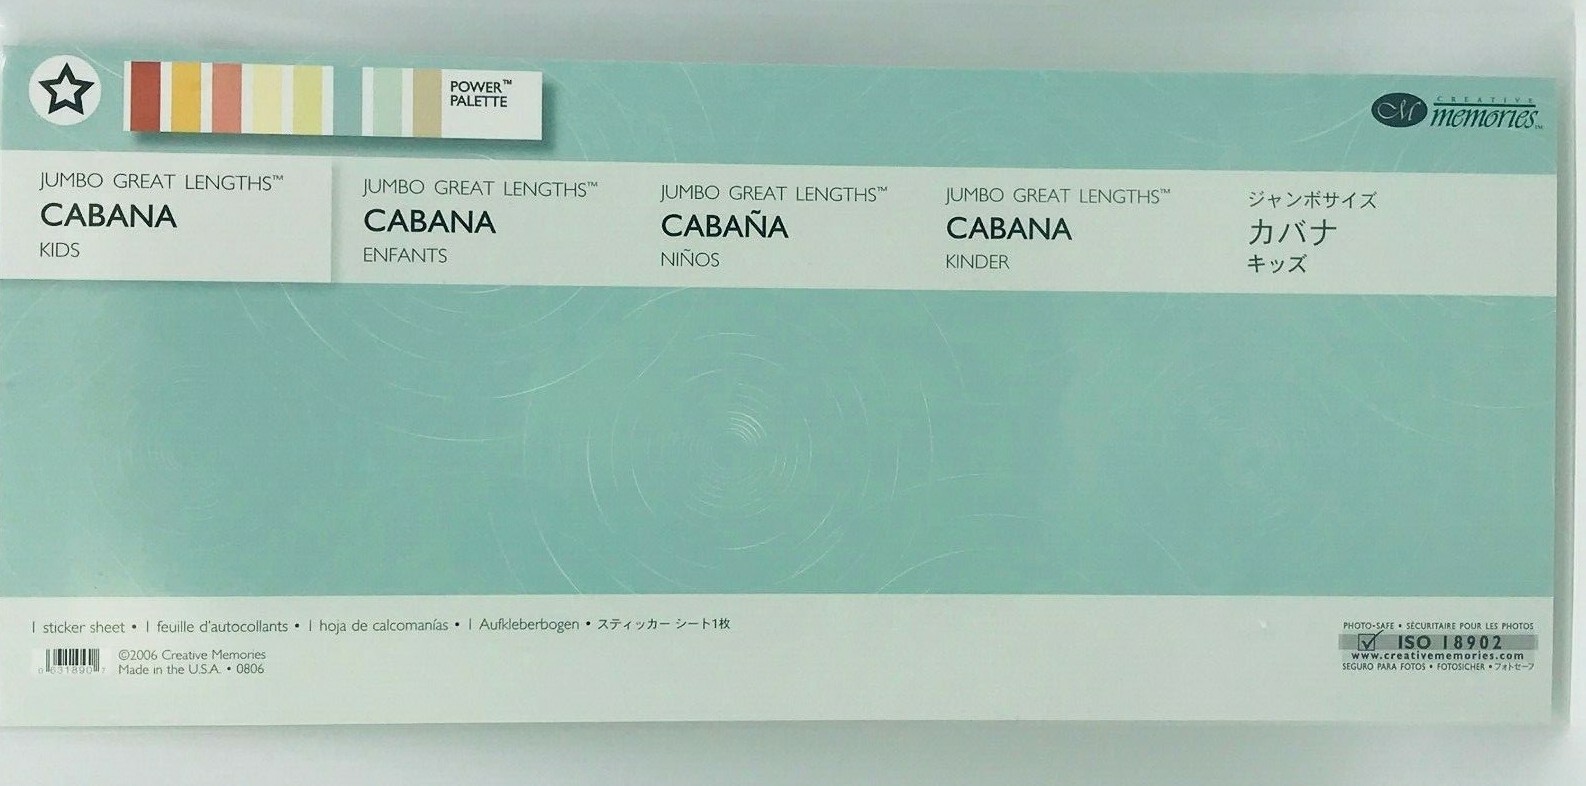 POWER™
PALETTE
CREATIVE
memories™
JUMBO GREAT LENGTHS™
CABANA
KIDS
JUMBO GREAT LENGTHS™
CABANA
ENFANTS
JUMBO GREAT LENGTHS™
CABAÑA
NIÑOS
JUMBO GREAT LENGTHS™
CABANA
KINDER
ジャンボサイズ
カバナ
キッズ
1 sticker sheet • 1 feuille d'autocollants • 1 hoja de calcomanías • 1 Aufkleberbogen • スティッカー シート1枚
©2006 Creative Memories
Made in the U.S.A. • 0806
PHOTO-SAFE • SÉCURITAIRE POUR LES PHOTOS
ISO 18902
www.creativememories.com
SEGURO PARA FOTOS • FOTOSICHER • フォトセーフ